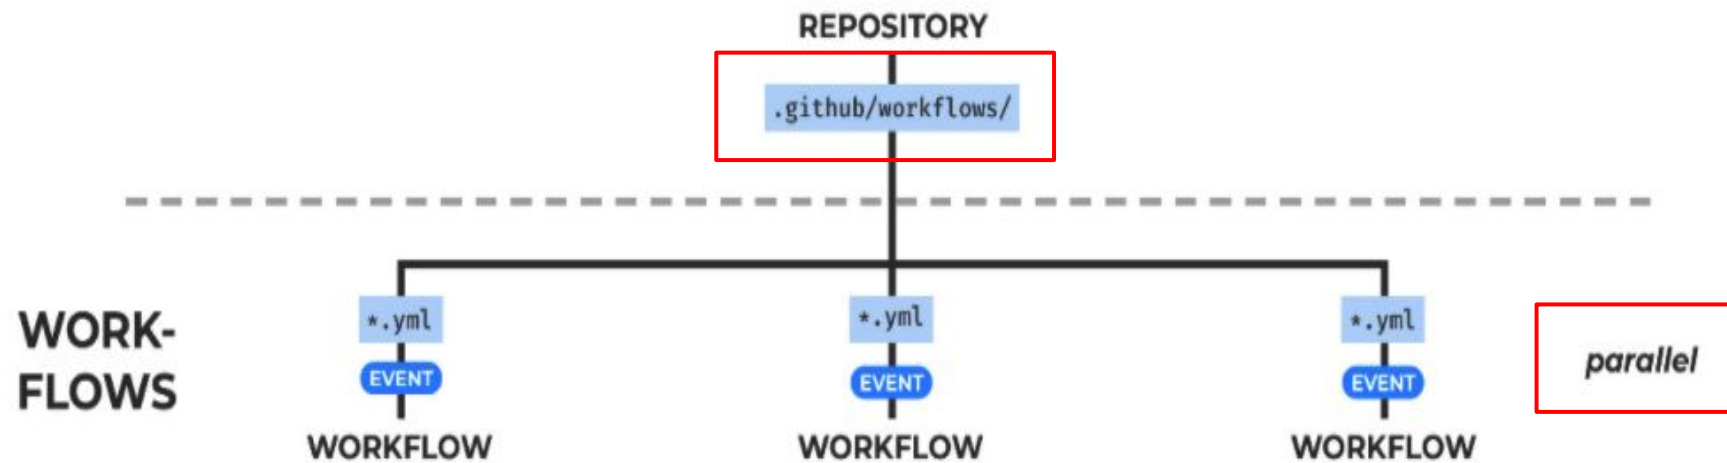 REPOSITORY
.github/workflows/
WORK-
FLOWS
*.yml
*.yml
*.yml
EVENT
EVENT
EVENT
WORKFLOW
WORKFLOW
WORKFLOW
parallel